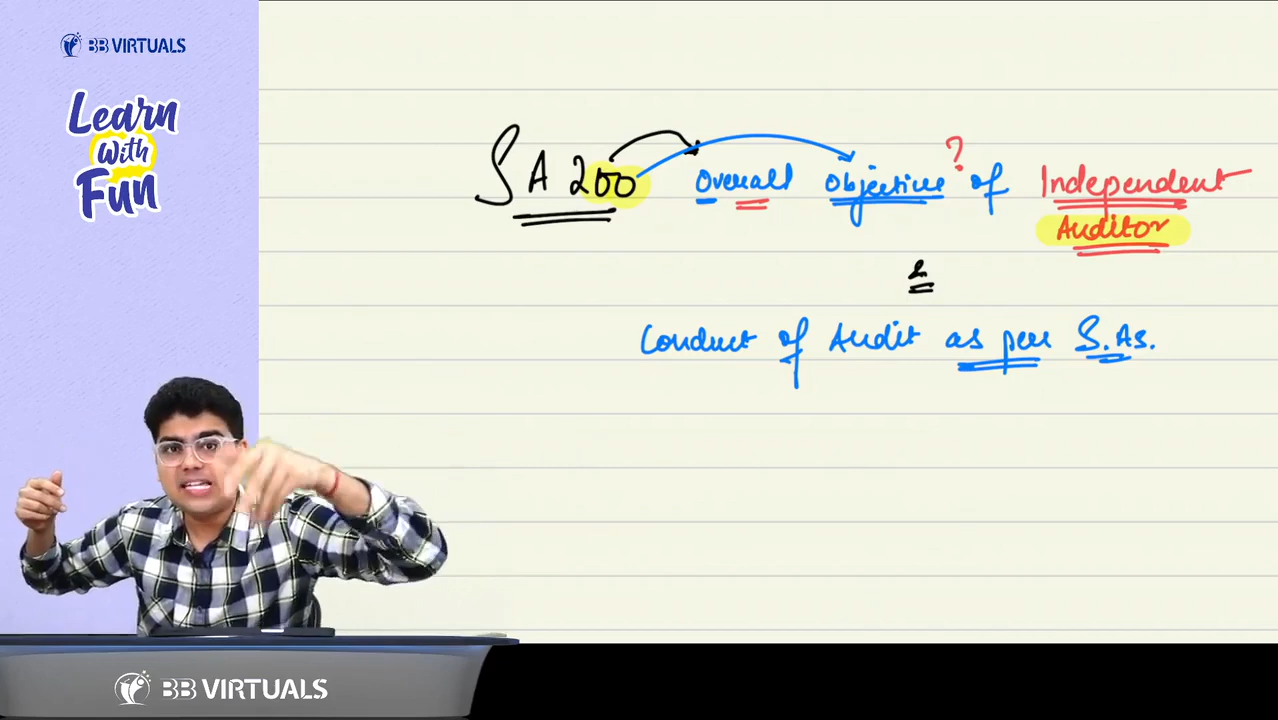 BB VIRTUALS
Learn
With
Fun
SA 200 Overall Objective ? of Independent
Auditor
&
Conduct of Audit as per S.As.
BB VIRTUALS